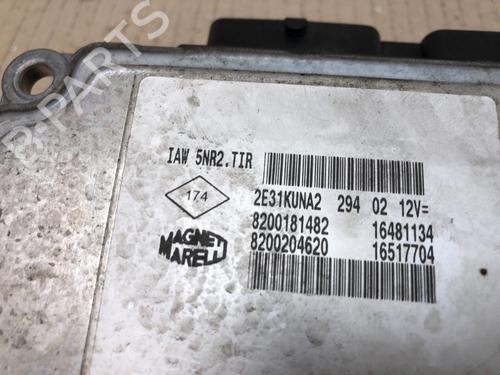 B-PARTS
IAW 5NR2.TIR
174
2E31KUNA2 294 02 12V=
8200181482 16481134
8200204620 16517704
MAGNETI
MARELLI